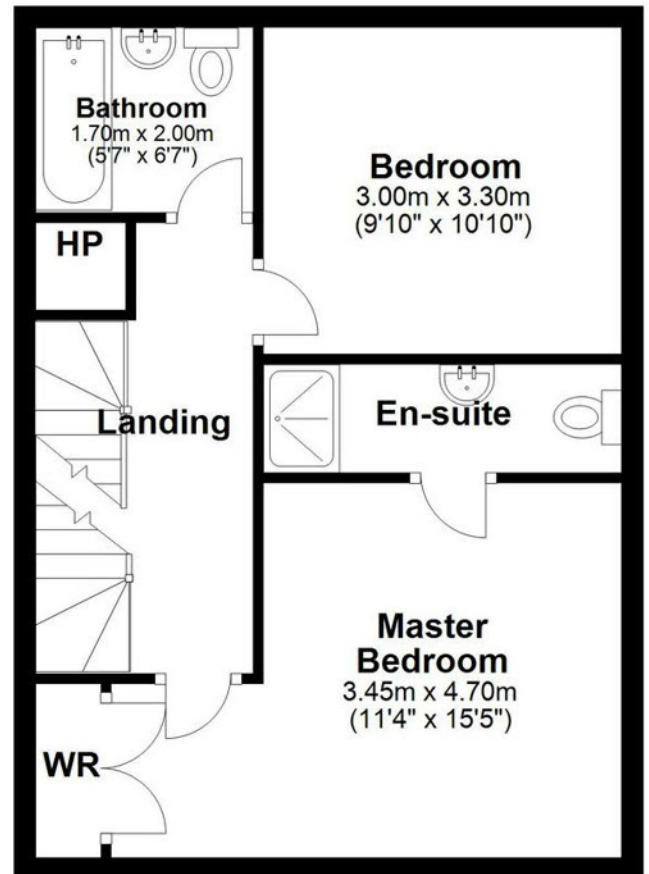 Bathroom
1.70m x 2.00m
(5'7" x 6'7")
Bedroom
3.00m x 3.30m
(9'10" x 10'10")
HP
Landing
En-suite
Master
Bedroom
3.45m x 4.70m
(11'4" x 15'5")
WR